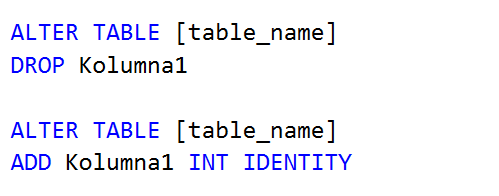 ALTER TABLE [table_name]
DROP Kolumna1
ALTER TABLE [table_name]
ADD Kolumna1 INT IDENTITY